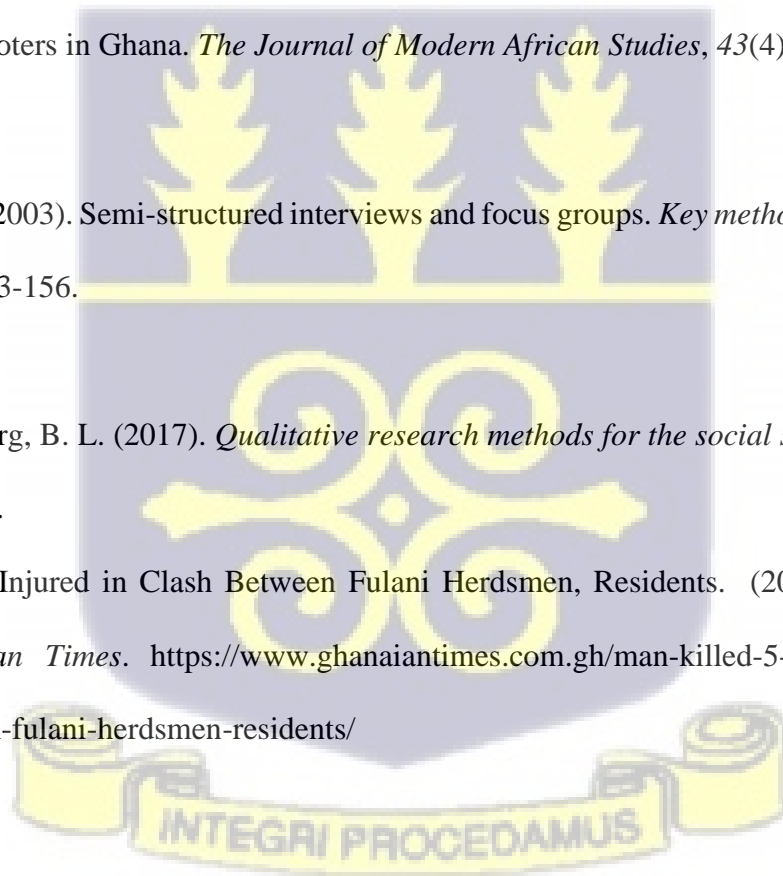 oters in Ghana. The Journal of Modern African Studies, 43(4)
2003). Semi-structured interviews and focus groups. Key metho
3-156.
rg, B. L. (2017). Qualitative research methods for the social s
.
Injured in Clash Between Fulani Herdsmen, Residents. (20
an Times. https://www.ghanaiantimes.com.gh/man-killed-5-
-fulani-herdsmen-residents/
INTEGRI PROCEDAMUS